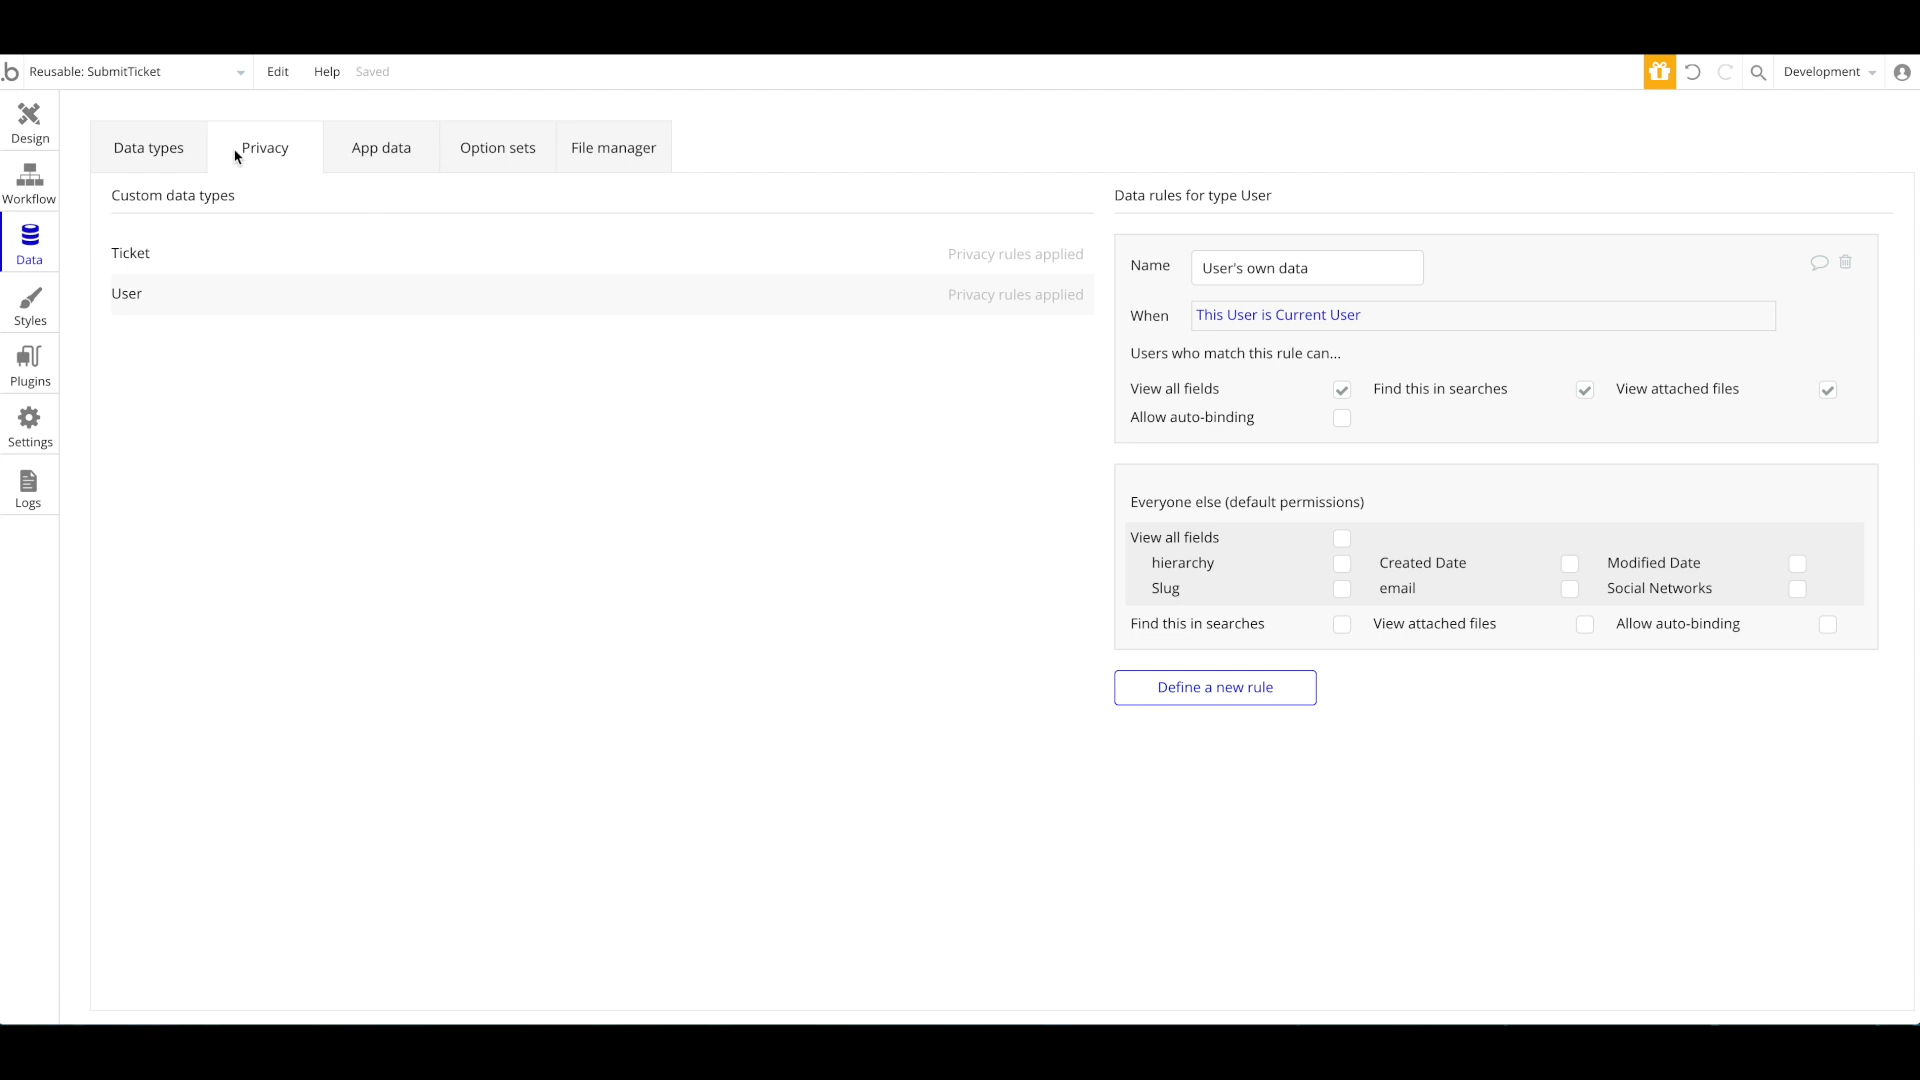 .b Reusable: SubmitTicket Edit Help Saved Development
Design
Workflow
Data
Styles
Plugins
Settings
Logs
Data types Privacy App data Option sets File manager
Custom data types
Ticket Privacy rules applied
User Privacy rules applied
Data rules for type User
Name User's own data
When This User is Current User
Users who match this rule can...
View all fields Find this in searches View attached files
Allow auto-binding
Everyone else (default permissions)
View all fields
hierarchy Created Date Modified Date
Slug email Social Networks
Find this in searches View attached files Allow auto-binding
Define a new rule